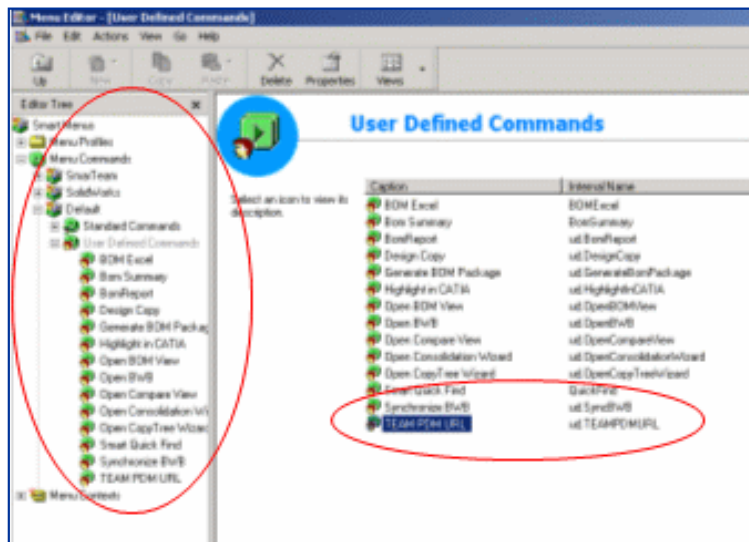 Menu Editor - [User Defined Commands]
File Edit Actions View Go Help
Up New Copy Paste Delete Properties Views
Editor Tree
SmartMenus
Menu Profiles
Menu Commands
SmarTeam
SolidWorks
Default
Standard Commands
User Defined Commands
BOM Excel
Bom Summary
BomReport
Design Copy
Generate BOM Packag
Highlight in CATIA
Open BOM View
Open BWB
Open Compare View
Open Consolidation Wi
Open CopyTree Wizard
Smart Quick Find
Synchronize BWB
TEAM PDM URL
Menu Contexts
User Defined Commands
Select an icon to view its
description.
Caption Internal Name
BOM Excel BOMExcel
Bom Summary BomSummary
BomReport ud.BomReport
Design Copy ud.DesignCopy
Generate BOM Package ud.GenerateBomPackage
Highlight in CATIA ud.HighlightInCATIA
Open BOM View ud.OpenBOMView
Open BWB ud.OpenBWB
Open Compare View ud.OpenCompareView
Open Consolidation Wizard ud.OpenConsolidationWizard
Open CopyTree Wizard ud.OpenCopyTreeWizard
Smart Quick Find QuickFind
Synchronize BWB ud.SyncBWB
TEAM PDM URL ud.TEAMPDMURL